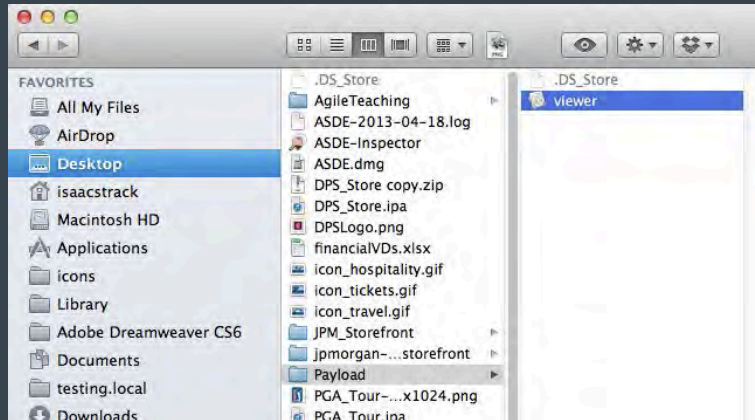 PNG
FAVORITES
All My Files
AirDrop
Desktop
isaacstrack
Macintosh HD
Applications
icons
Library
Adobe Dreamweaver CS6
Documents
testing.local
Downloads
.DS_Store
AgileTeaching
ASDE-2013-04-18.log
ASDE-Inspector
ASDE.dmg
DPS_Store copy.zip
DPS_Store.ipa
DPSLogo.png
financialVDs.xlsx
icon_hospitality.gif
icon_tickets.gif
icon_travel.gif
JPM_Storefront
jpmorgan-...storefront
Payload
PGA_Tour-...x1024.png
PGA_Tour.ipa
.DS_Store
viewer